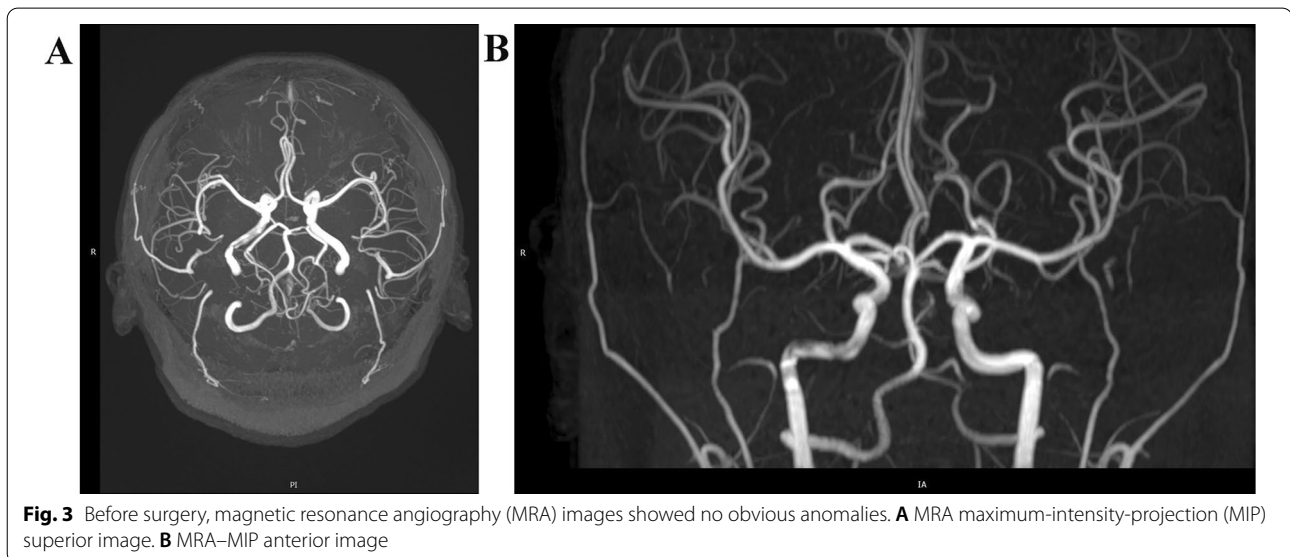 A
B
R
R
PI
IA
Fig. 3 Before surgery, magnetic resonance angiography (MRA) images showed no obvious anomalies. A MRA maximum-intensity-projection (MIP)
superior image. B MRA–MIP anterior image